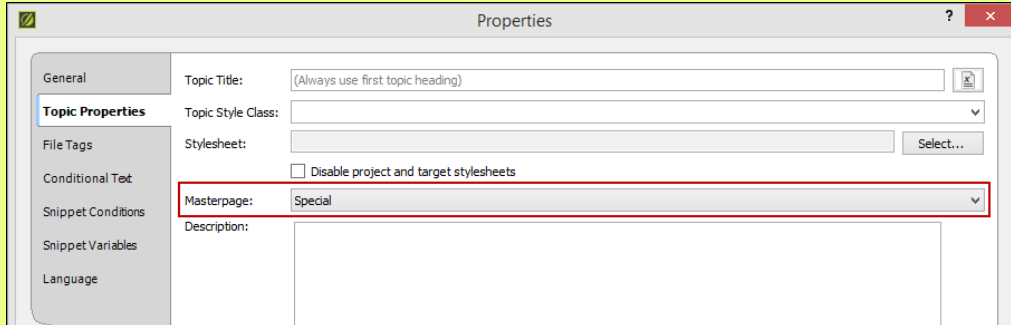 Properties
?
×
General
Topic Properties
File Tags
Conditional Text
Snippet Conditions
Snippet Variables
Language
Topic Title: (Always use first topic heading)
Topic Style Class:
Stylesheet: Select...
Disable project and target stylesheets
Masterpage: Special
Description: